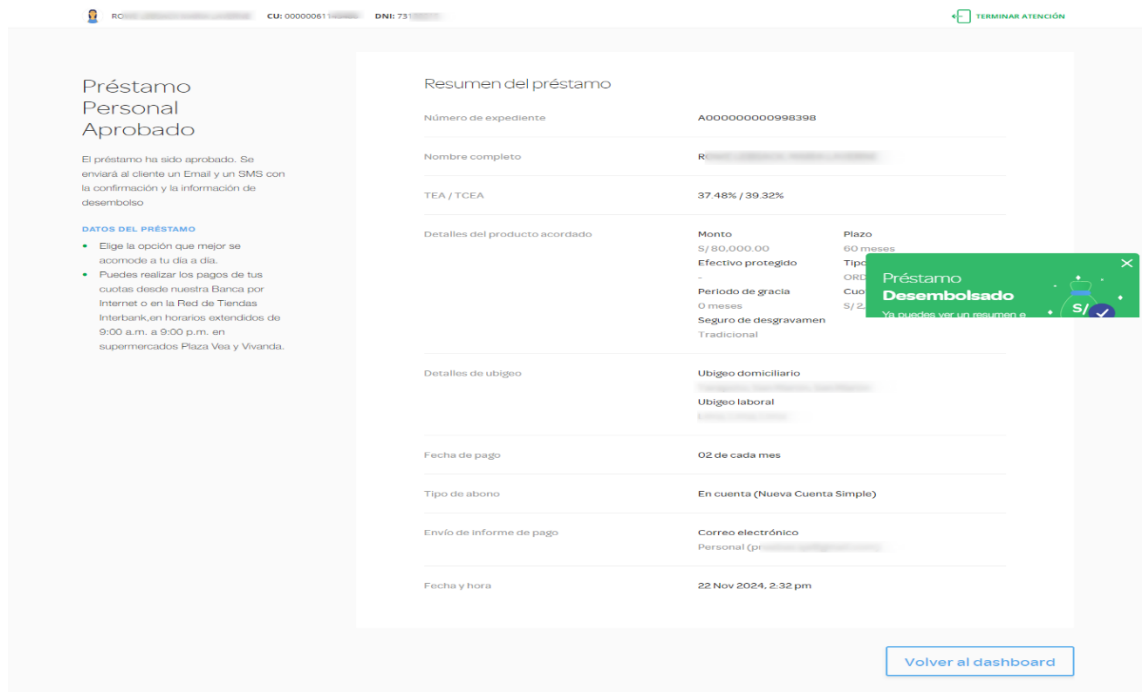 RO
CU: 00000061
DNI: 731
TERMINAR ATENCIÓN
Préstamo
Personal
Aprobado
El préstamo ha sido aprobado. Se
enviará al cliente un Email y un SMS con
la confirmación y la información de
desembolso
DATOS DEL PRÉSTAMO
Elige la opción que mejor se
acomode a tu día a día.
Puedes realizar los pagos de tus
cuotas desde nuestra Banca por
Internet o en la Red de Tiendas
Interbank,en horarios extendidos de
9:00 a.m. a 9:00 p.m. en
supermercados Plaza Vea y Vivanda.
Resumen del préstamo
Número de expediente
A000000000998398
Nombre completo
R
TEA / TCEA
37.48% / 39.32%
Detalles del producto acordado
Monto
S/ 80,000.00
Efectivo protegido
-
Periodo de gracia
0 meses
Seguro de desgravamen
Tradicional
Plazo
60 meses
Tipo
ORD
Cuo
S/ 2,
Préstamo
Desembolsado
Ya puedes ver un resumen e
S/
Detalles de ubigeo
Ubigeo domiciliario
Ubigeo laboral
Fecha de pago
02 de cada mes
Tipo de abono
En cuenta (Nueva Cuenta Simple)
Envío de Informe de pago
Correo electrónico
Personal (pr
Fecha y hora
22 Nov 2024, 2:32 pm
Volver al dashboard